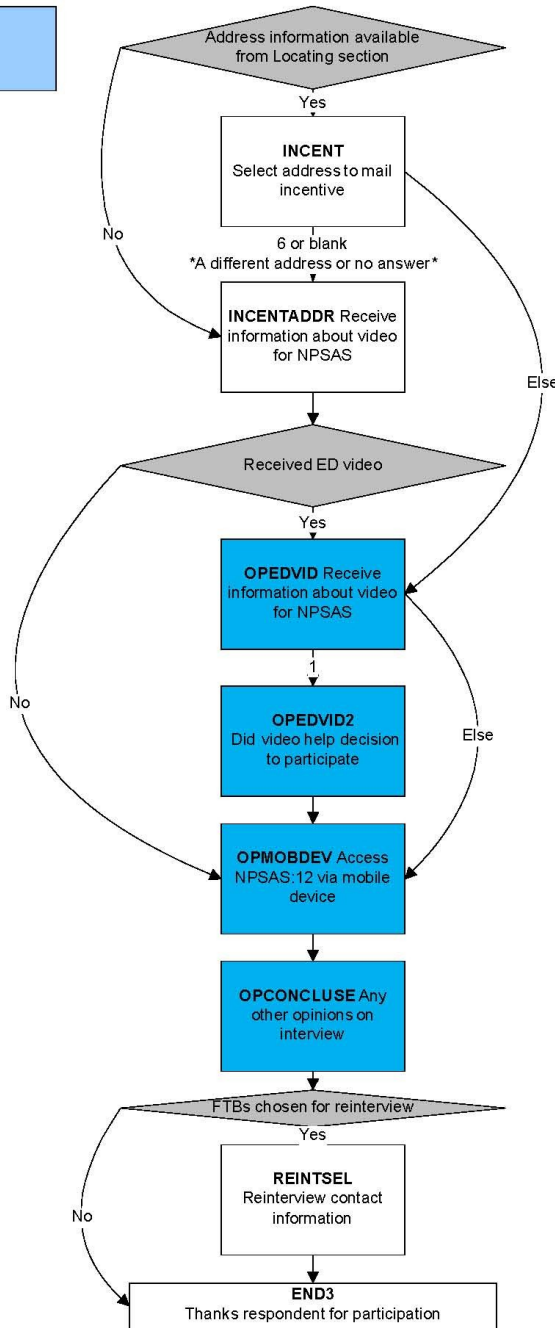 Address information available
from Locating section
Yes
INCENT
Select address to mail
incentive
No
6 or blank
*A different address or no answer*
INCENTADDR Receive
information about video
for NPSAS
Else
Received ED video
Yes
OPEDVID Receive
information about video
for NPSAS
1
No
OPEDVID2
Did video help decision
to participate
Else
OPMOBDEV Access
NPSAS:12 via mobile
device
OPCONCLUSE Any
other opinions on
interview
FTBs chosen for reinterview
Yes
REINTSEL
Reinterview contact
information
No
END3
Thanks respondent for participation